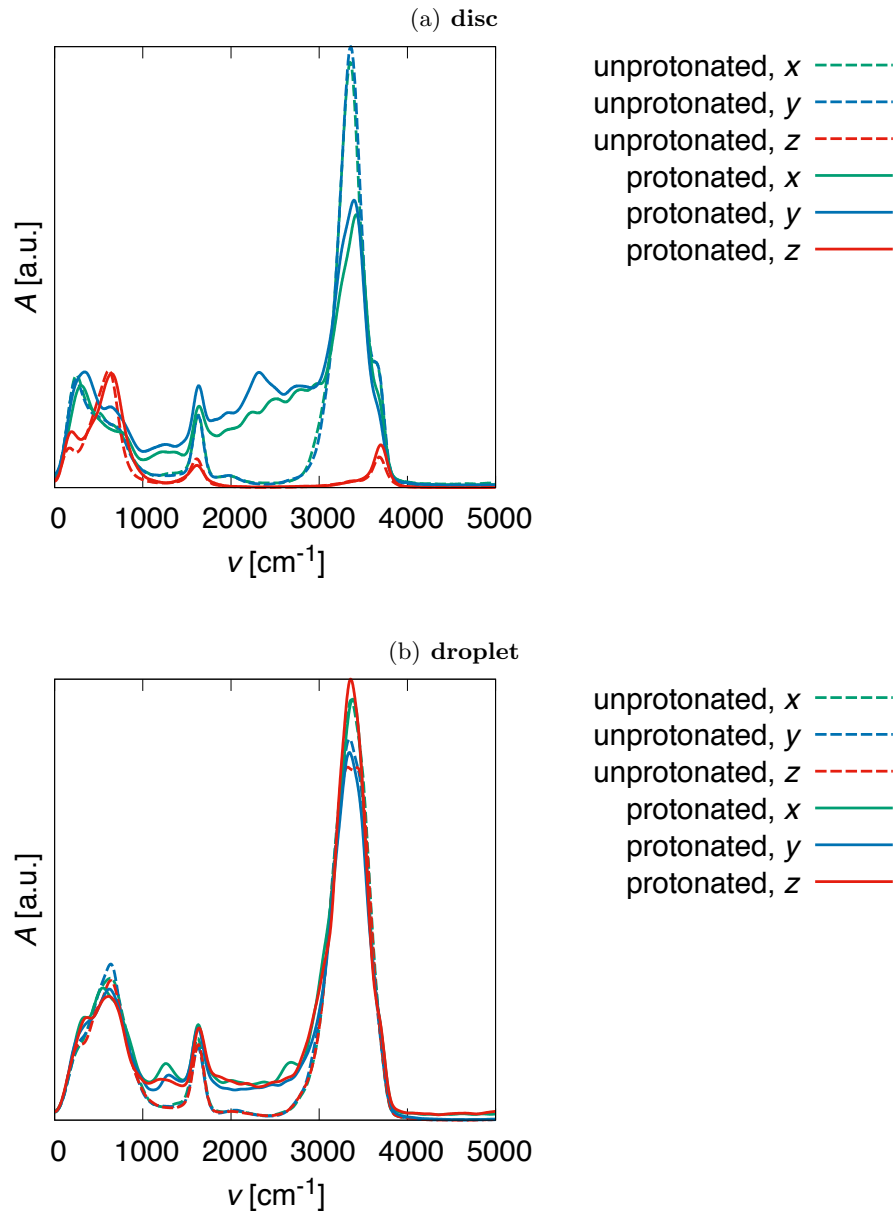 (a) disc
unprotonated, x
unprotonated, y
unprotonated, z
protonated, x
protonated, y
protonated, z
A [a.u.]
0 1000 2000 3000 4000 5000
ν [cm⁻¹]
(b) droplet
unprotonated, x
unprotonated, y
unprotonated, z
protonated, x
protonated, y
protonated, z
A [a.u.]
0 1000 2000 3000 4000 5000
ν [cm⁻¹]